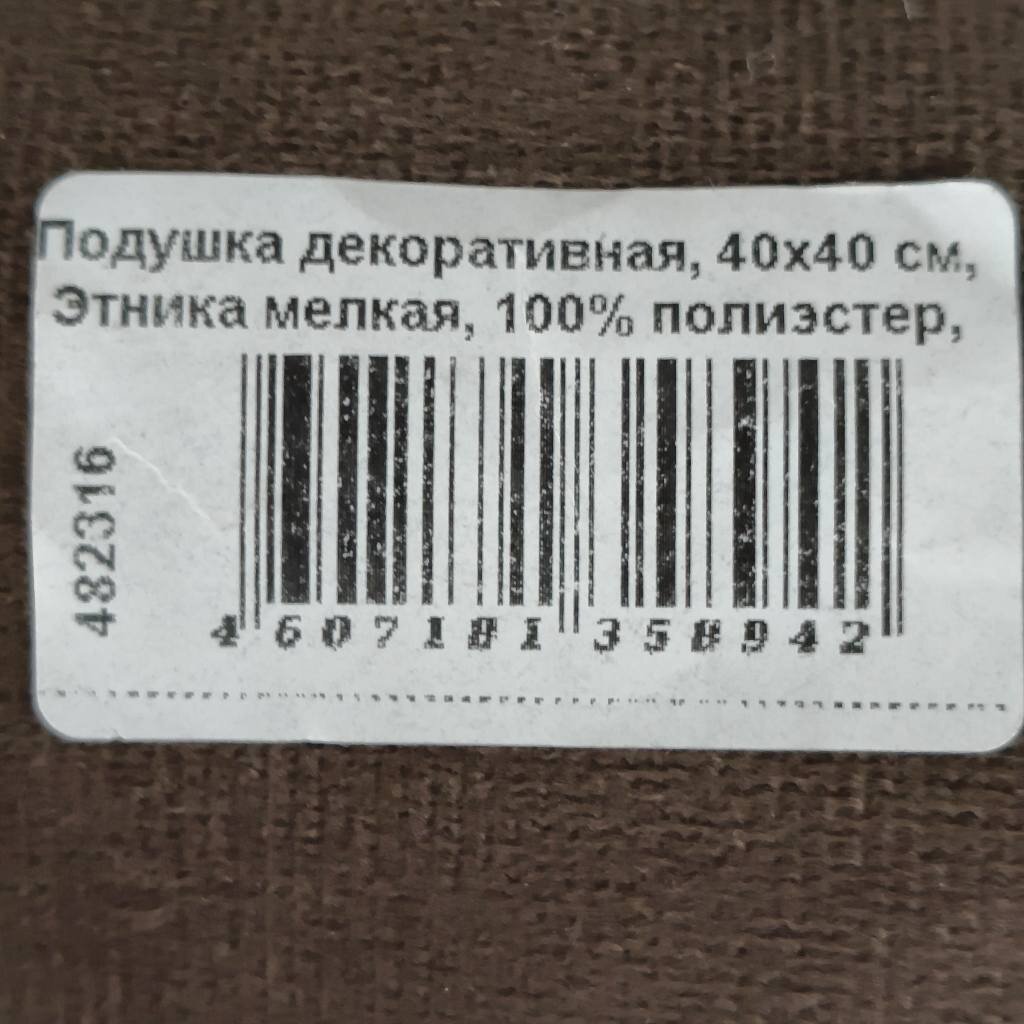 Подушка декоративная, 40х40 см,
Этника мелкая, 100% полиэстер,
482316
4 607181 358942